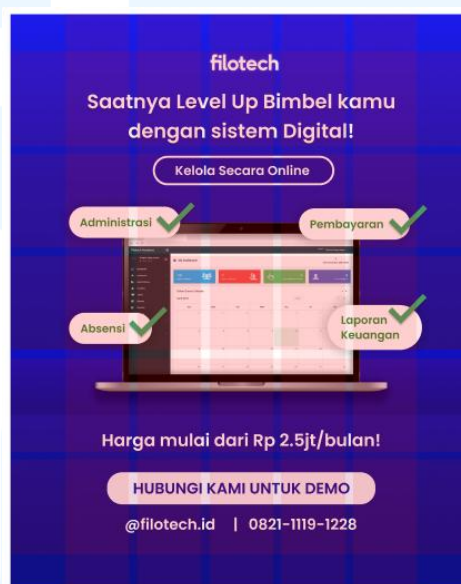 filotech
Saatnya Level Up Bimbel kamu
dengan sistem Digital!
Kelola Secara Online
Administrasi
Pembayaran
Absensi
Laporan
Keuangan
Harga mulai dari Rp 2.5jt/bulan!
HUBUNGI KAMI UNTUK DEMO
@filotech.id | 0821-1119-1228